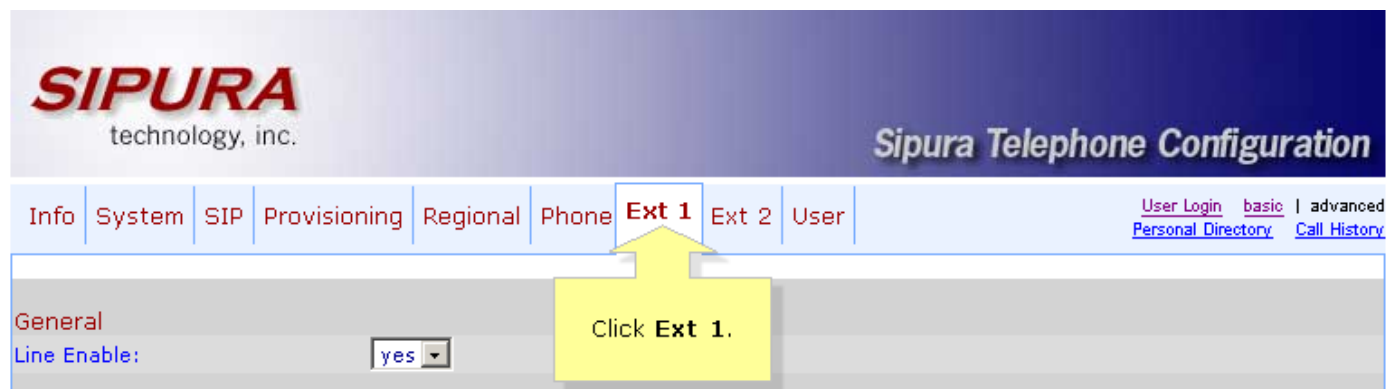 SIPURA
technology, inc.
Sipura Telephone Configuration
Info System SIP Provisioning Regional Phone Ext 1 Ext 2 User
User Login basic | advanced
Personal Directory Call History
Click Ext 1.
General
Line Enable: yes